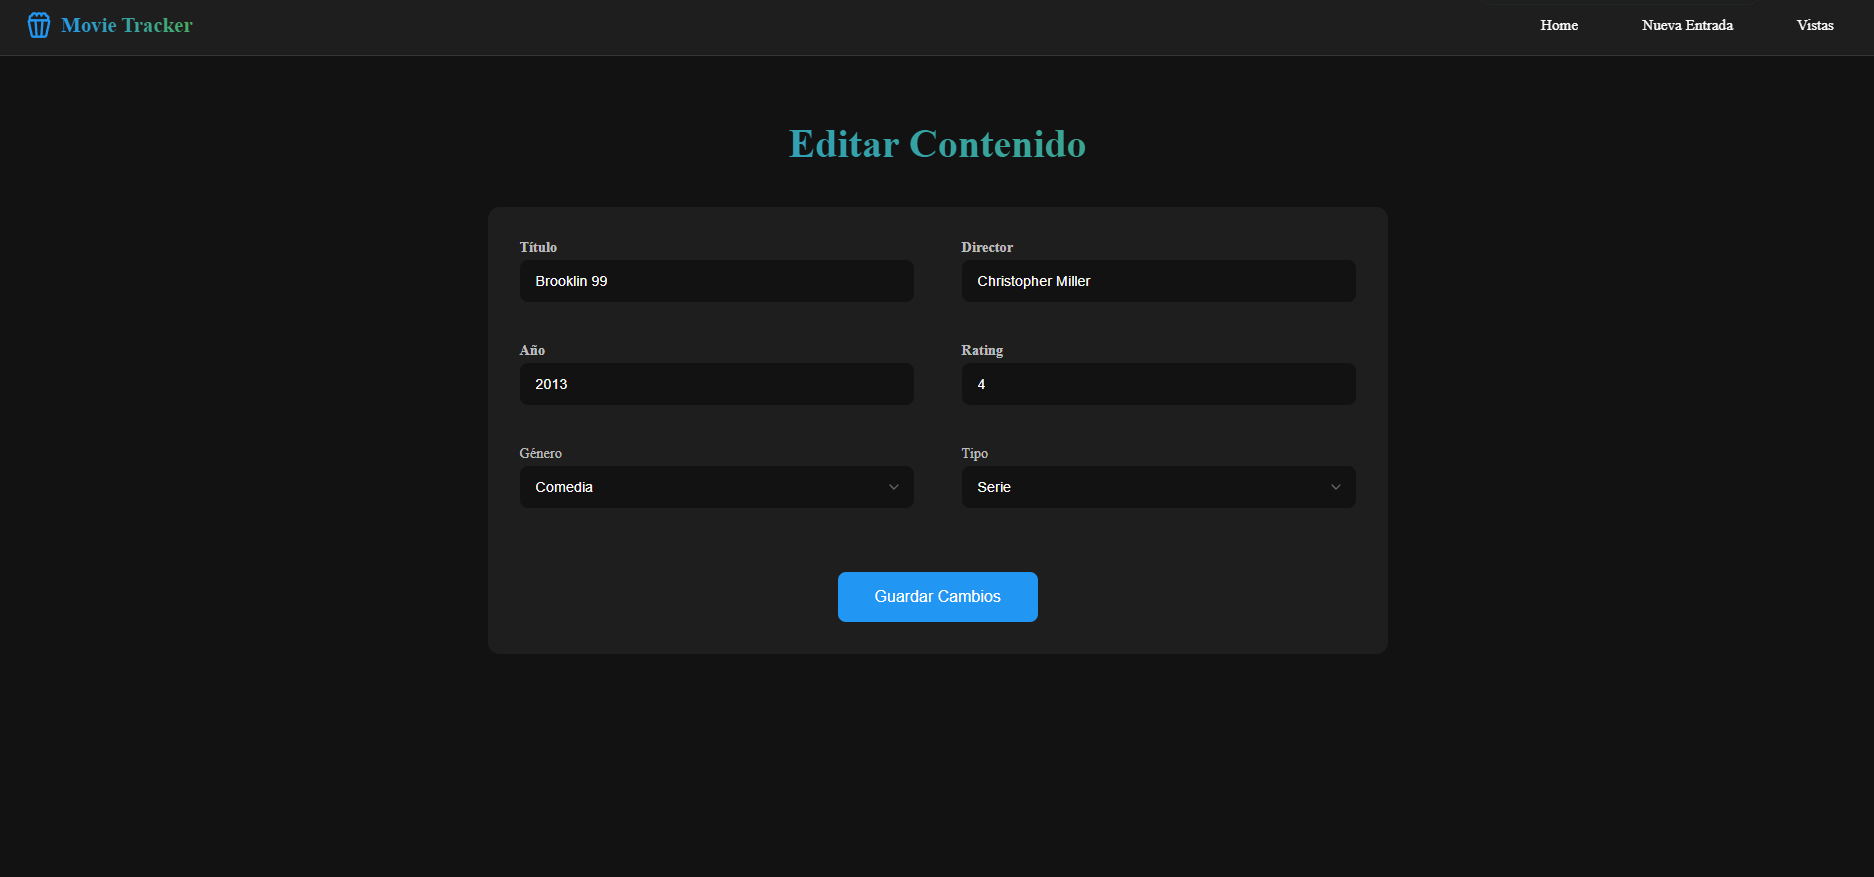 Movie Tracker
Home
Nueva Entrada
Vistas
Editar Contenido
Título
Director
Brooklin 99
Christopher Miller
Año
Rating
2013
4
Género
Tipo
Comedia
Serie
Guardar Cambios